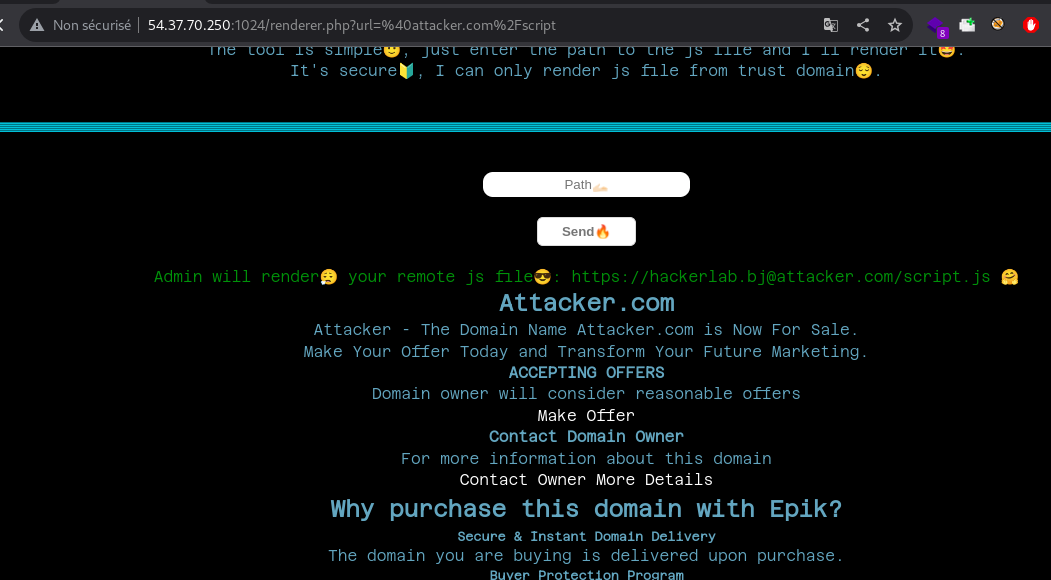 Non sécurisé | 54.37.70.250:1024/renderer.php?url=%40attacker.com%2Fscript
8
The tool is simple🙂, just enter the path to the js file and I'll render it🤩.
It's secure🔰, I can only render js file from trust domain😌.
Path💪🏻
Send🔥
Admin will render😮‍💨 your remote js file😎: https://hackerlab.bj@attacker.com/script.js 🤗
Attacker.com
Attacker - The Domain Name Attacker.com is Now For Sale.
Make Your Offer Today and Transform Your Future Marketing.
ACCEPTING OFFERS
Domain owner will consider reasonable offers
Make Offer
Contact Domain Owner
For more information about this domain
Contact Owner More Details
Why purchase this domain with Epik?
Secure & Instant Domain Delivery
The domain you are buying is delivered upon purchase.
Buyer Protection Program